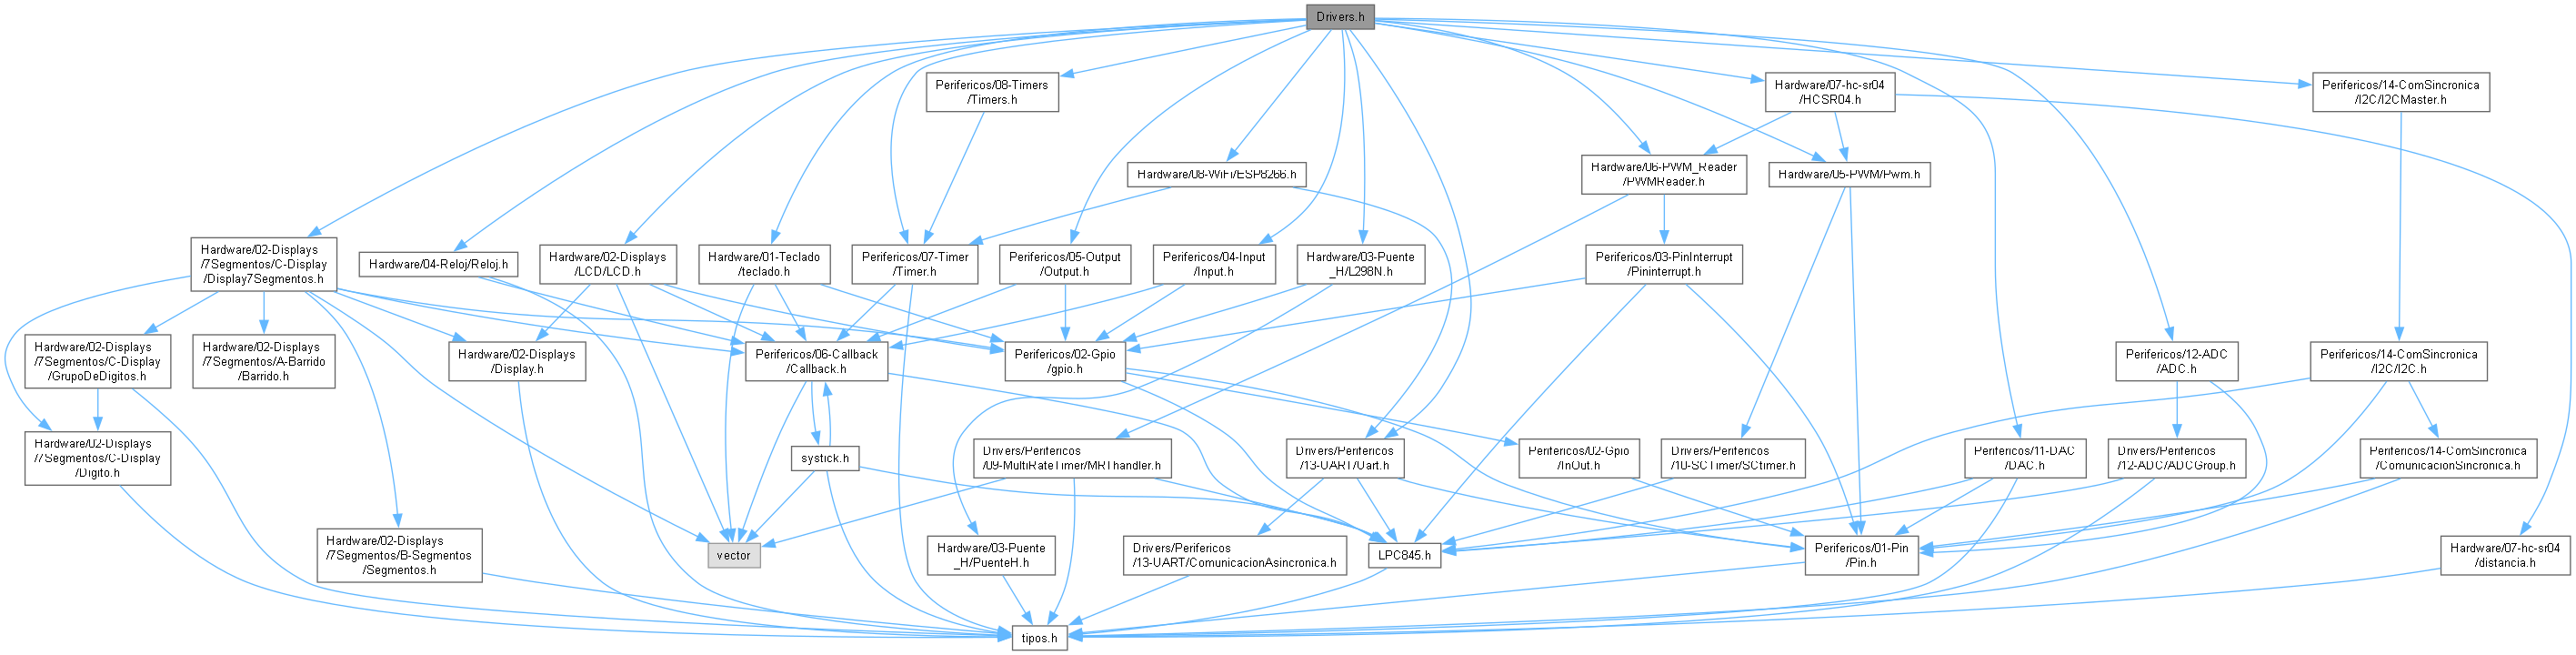 Drivers.h
Perifericos/08-Timers
/Timers.h
Hardware/07-hc-sr04
/HCSR04.h
Perifericos/14-ComSincronica
/I2C/I2CMaster.h
Hardware/08-WiFi/ESP8266.h
Hardware/06-PWM_Reader
/PWMReader.h
Hardware/05-PWM/Pwm.h
Hardware/02-Displays
/7Segmentos/C-Display
/Display7Segmentos.h
Hardware/04-Reloj/Reloj.h
Hardware/02-Displays
/LCD/LCD.h
Hardware/01-Teclado
/teclado.h
Perifericos/07-Timer
/Timer.h
Perifericos/05-Output
/Output.h
Perifericos/04-Input
/Input.h
Hardware/03-Puente
_H/L298N.h
Perifericos/03-PinInterrupt
/Pininterrupt.h
Hardware/02-Displays
/7Segmentos/C-Display
/GrupoDeDigitos.h
Hardware/02-Displays
/7Segmentos/A-Barrido
/Barrido.h
Hardware/02-Displays
/Display.h
Perifericos/06-Callback
/Callback.h
Perifericos/02-Gpio
/gpio.h
Perifericos/12-ADC
/ADC.h
Perifericos/14-ComSincronica
/I2C/I2C.h
Hardware/02-Displays
/7Segmentos/C-Display
/Digito.h
systick.h
Drivers/Perifericos
/09-MultiRateTimer/MRThandler.h
Drivers/Perifericos
/13-UART/Uart.h
Perifericos/02-Gpio
/InOut.h
Drivers/Perifericos
/10-SCTimer/SCtimer.h
Perifericos/11-DAC
/DAC.h
Drivers/Perifericos
/12-ADC/ADCGroup.h
Perifericos/14-ComSincronica
/ComunicacionSincronica.h
Hardware/02-Displays
/7Segmentos/B-Segmentos
/Segmentos.h
vector
Hardware/03-Puente
_H/PuenteH.h
Drivers/Perifericos
/13-UART/ComunicacionAsincronica.h
LPC845.h
Perifericos/01-Pin
/Pin.h
Hardware/07-hc-sr04
/distancia.h
tipos.h